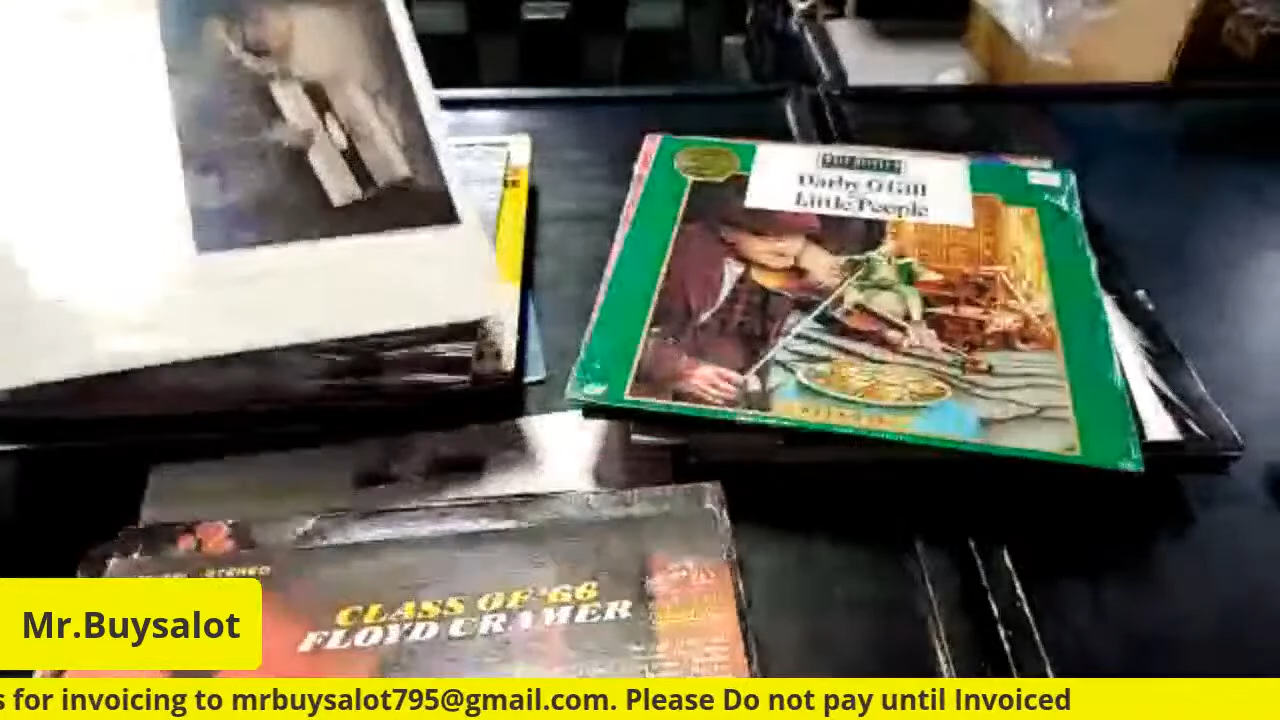 Darby O'Gill
Little People
STEREO
CLASS OF '66
FLOYD CRAMER
Mr.Buysalot
s for invoicing to mrbuysalot795@gmail.com. Please Do not pay until Invoiced